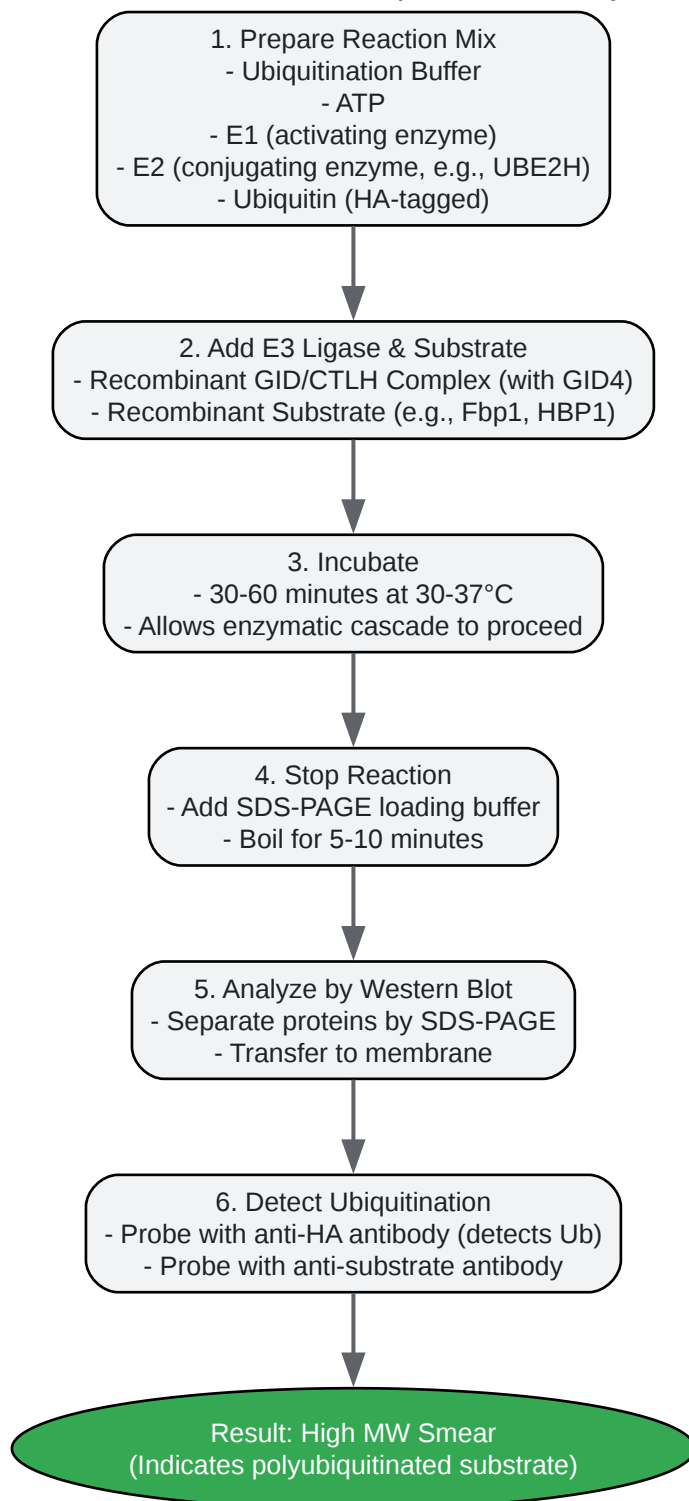 1. Prepare Reaction Mix
- Ubiquitination Buffer
- ATP
- E1 (activating enzyme)
- E2 (conjugating enzyme, e.g., UBE2H)
- Ubiquitin (HA-tagged)
2. Add E3 Ligase & Substrate
- Recombinant GID/CTLH Complex (with GID4)
- Recombinant Substrate (e.g., Fbp1, HBP1)
3. Incubate
- 30-60 minutes at 30-37°C
- Allows enzymatic cascade to proceed
4. Stop Reaction
- Add SDS-PAGE loading buffer
- Boil for 5-10 minutes
5. Analyze by Western Blot
- Separate proteins by SDS-PAGE
- Transfer to membrane
6. Detect Ubiquitination
- Probe with anti-HA antibody (detects Ub)
- Probe with anti-substrate antibody
Result: High MW Smear
(Indicates polyubiquitinated substrate)